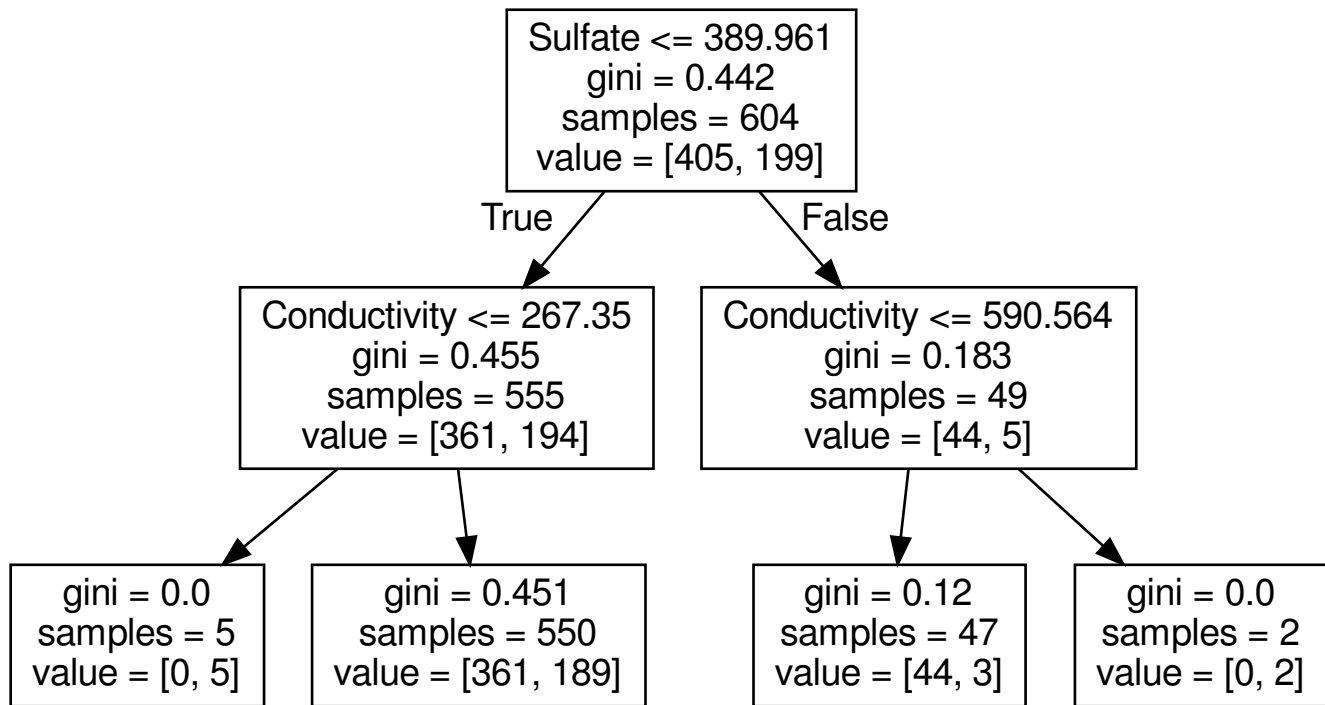 Sulfate <= 389.961
gini = 0.442
samples = 604
value = [405, 199]
True
False
Conductivity <= 267.35
gini = 0.455
samples = 555
value = [361, 194]
Conductivity <= 590.564
gini = 0.183
samples = 49
value = [44, 5]
gini = 0.0
samples = 5
value = [0, 5]
gini = 0.451
samples = 550
value = [361, 189]
gini = 0.12
samples = 47
value = [44, 3]
gini = 0.0
samples = 2
value = [0, 2]